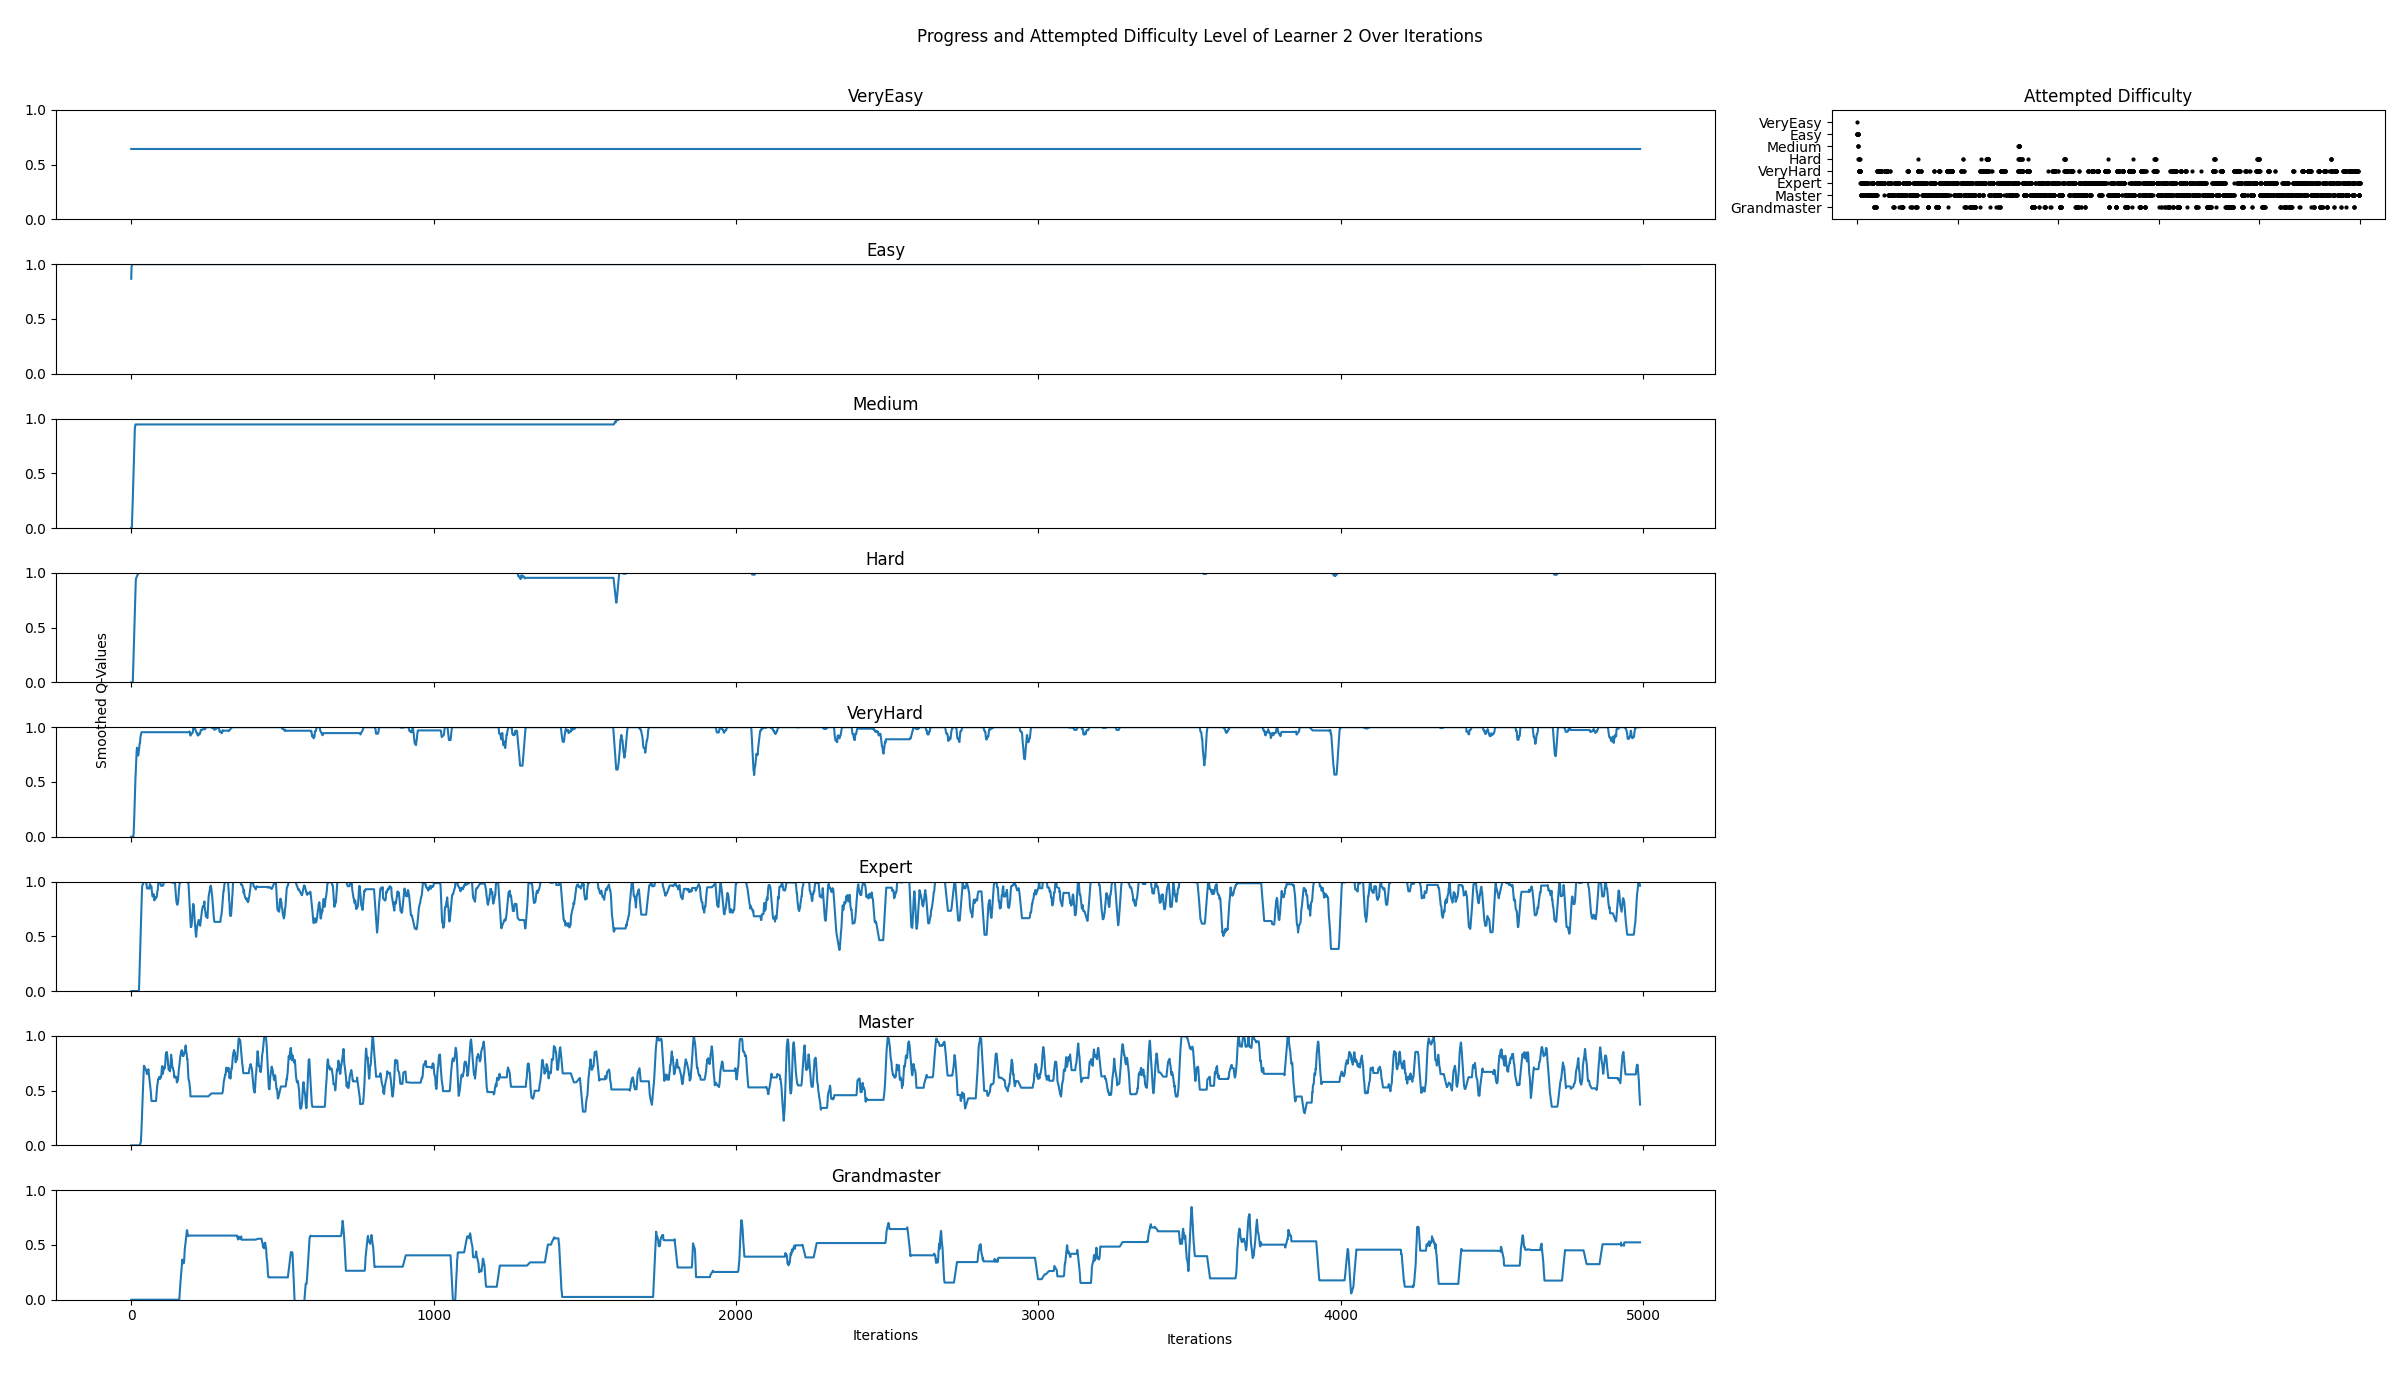 Progress and Attempted Difficulty Level of Learner 2 Over Iterations
VeryEasy
1.0
0.5
0.0
Attempted Difficulty
VeryEasy
Easy
Medium
Hard
VeryHard
Expert
Master
Grandmaster
Easy
1.0
0.5
0.0
Medium
1.0
0.5
0.0
Hard
1.0
0.5
0.0
Smoothed Q-Values
VeryHard
1.0
0.5
0.0
Expert
1.0
0.5
0.0
Master
1.0
0.5
0.0
Grandmaster
1.0
0.5
0.0
0 1000 2000 3000 4000 5000
Iterations
Iterations